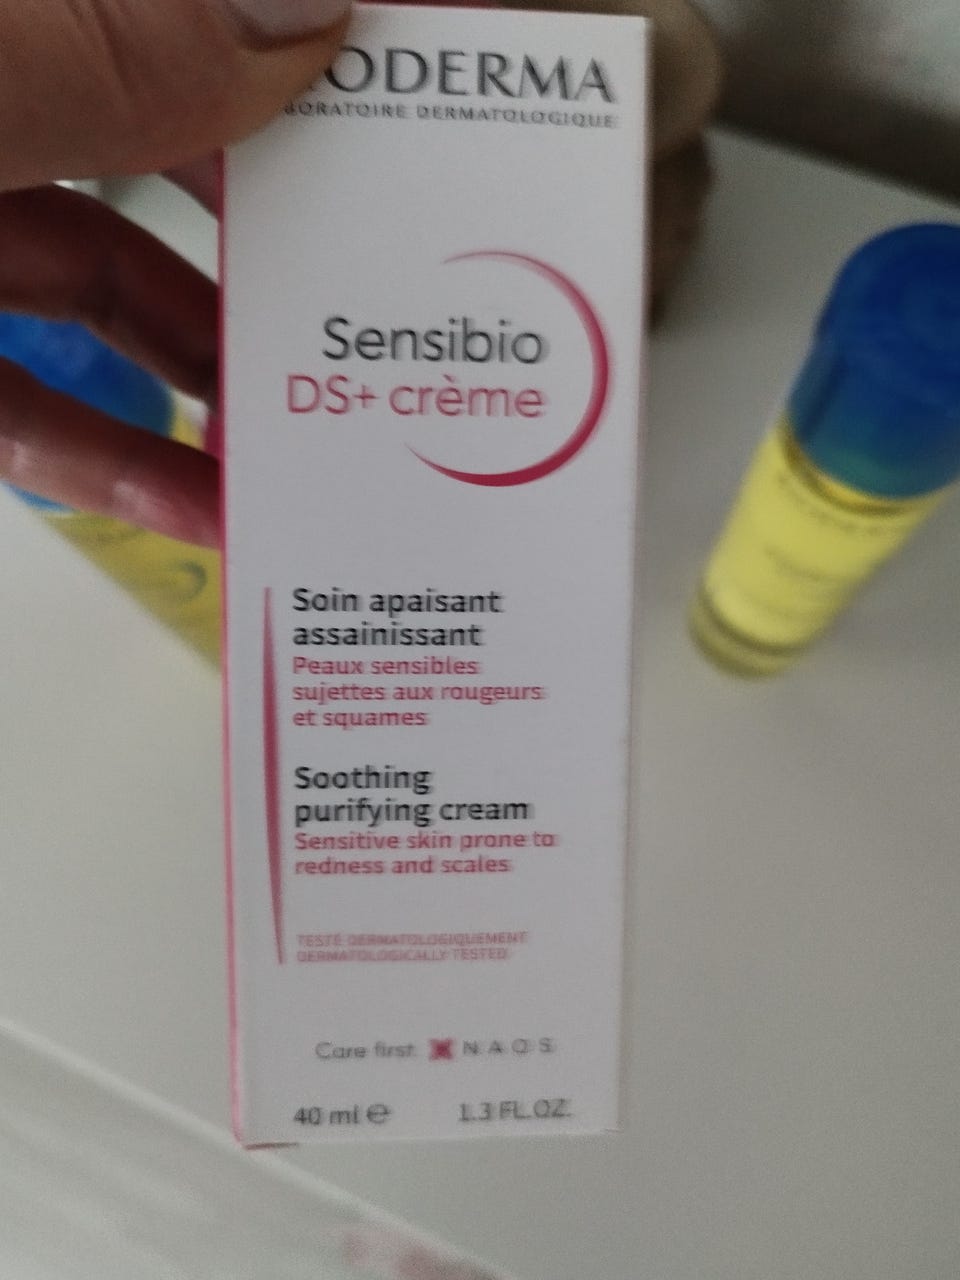 ODERMA
BORATOIRE DERMATOLOGIQUE
Sensibio
DS+ crème
Soin apaisant
assainissant
Peaux sensibles
sujettes aux rougeurs
et squames
Soothing
purifying cream
Sensitive skin prone to
redness and scales
TESTÉ DERMATOLOGIQUEMENT
DERMATOLOGICALLY TESTED
Care first NAOS
40 ml e 1.3 FL.OZ.